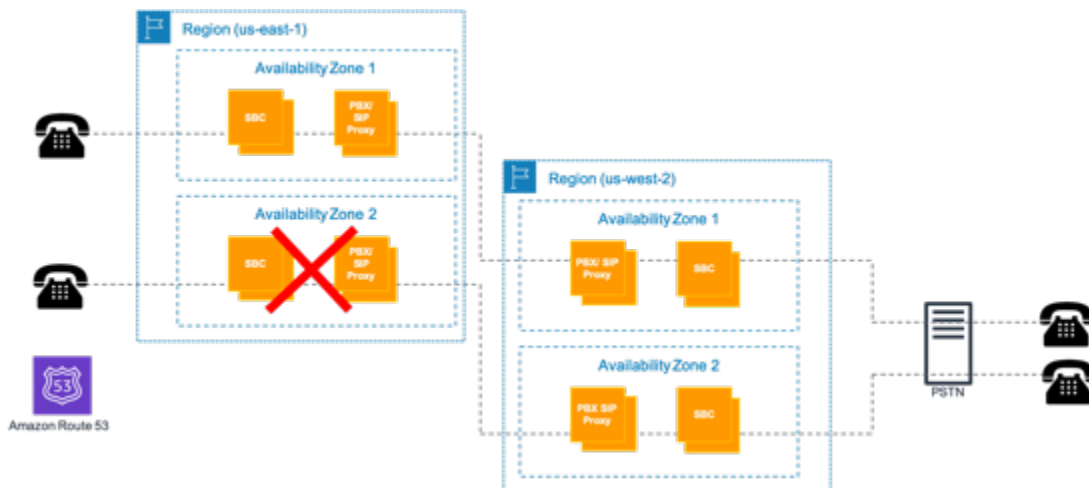 Region (us-east-1)
Availability Zone 1
SBC
PBX/
SIP
Proxy
Availability Zone 2
SBC
PBX/
SIP
Proxy
Region (us-west-2)
Availability Zone 1
PBX/ SIP
Proxy
SBC
Availability Zone 2
PBX SIP
Proxy
SBC
PSTN
53
Amazon Route 53